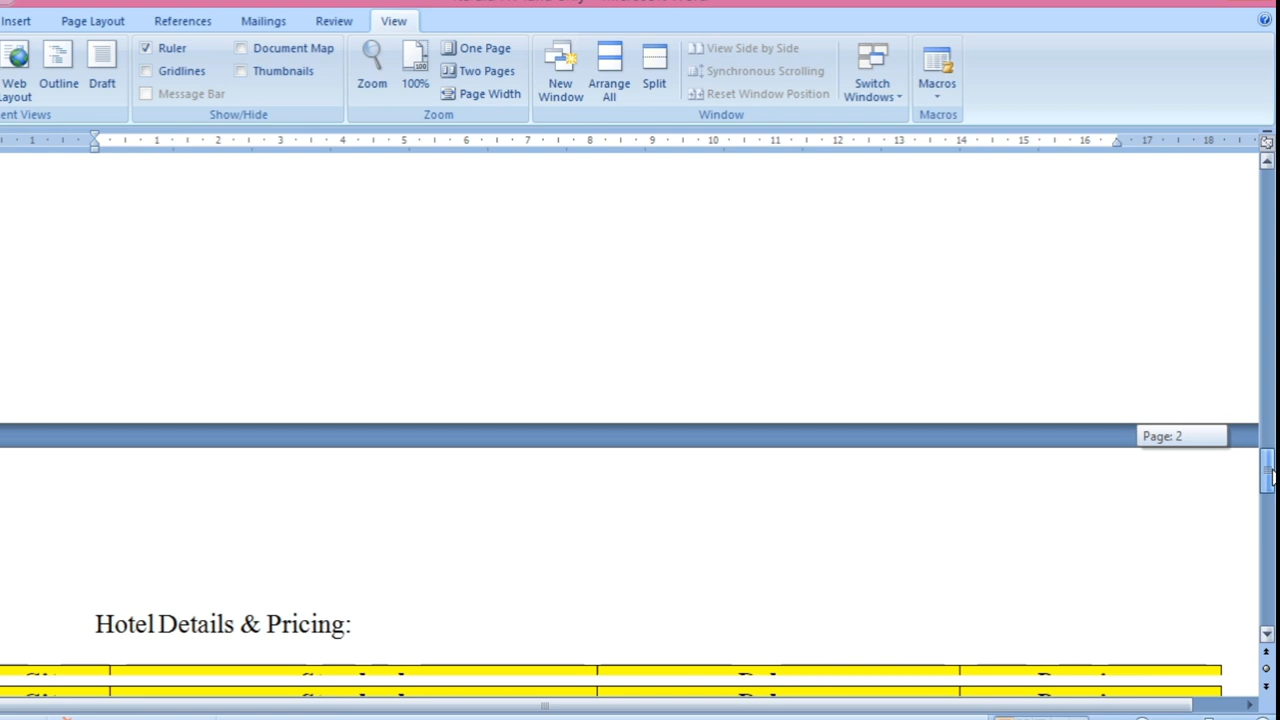 Insert Page Layout References Mailings Review View
Ruler Document Map One Page View Side by Side
Gridlines Thumbnails Two Pages Synchronous Scrolling
Message Bar Page Width Reset Window Position
Web Layout Outline Draft Zoom 100% New Window Arrange All Split Switch Windows Macros
ent Views Show/Hide Zoom Window Macros
1 1 2 3 4 5 6 7 8 9 10 11 12 13 14 15 16 17 18
Page: 2
Hotel Details & Pricing: